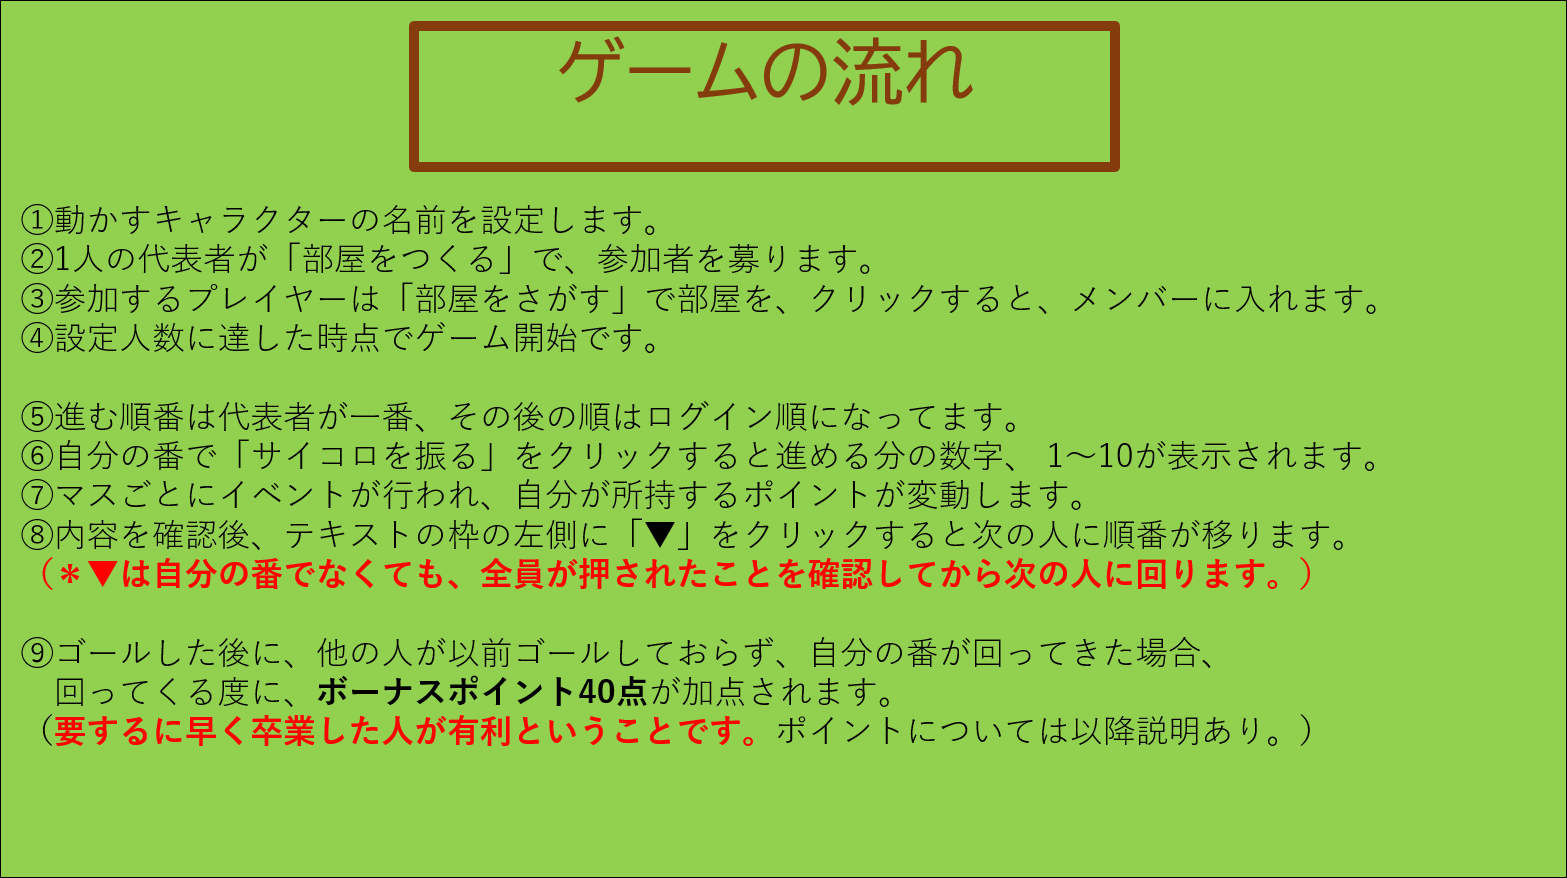 ゲームの流れ
①動かすキャラクターの名前を設定します。
②1人の代表者が「部屋をつくる」で、参加者を募ります。
③参加するプレイヤーは「部屋をさがす」で部屋を、クリックすると、メンバーに入れます。
④設定人数に達した時点でゲーム開始です。
⑤進む順番は代表者が一番、その後の順はログイン順になってます。
⑥自分の番で「サイコロを振る」をクリックすると進める分の数字、 1～10が表示されます。
⑦マスごとにイベントが行われ、自分が所持するポイントが変動します。
⑧内容を確認後、テキストの枠の左側に「▼」をクリックすると次の人に順番が移ります。
（＊▼は自分の番でなくても、全員が押されたことを確認してから次の人に回ります。）
⑨ゴールした後に、他の人が以前ゴールしておらず、自分の番が回ってきた場合、
回ってくる度に、ボーナスポイント40点が加点されます。
（要するに早く卒業した人が有利ということです。ポイントについては以降説明あり。）